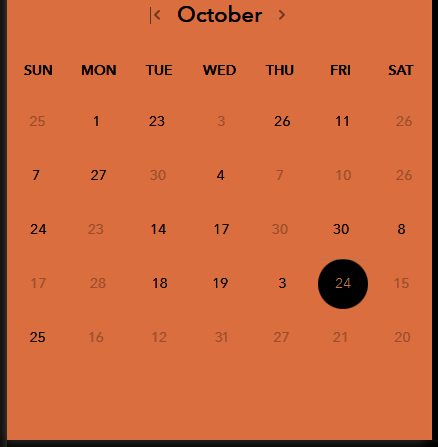 < October >
SUN MON TUE WED THU FRI SAT
25 1 23 3 26 11 26
7 27 30 4 7 10 26
24 23 14 17 30 30 8
17 28 18 19 3 24 15
25 16 12 31 27 21 20